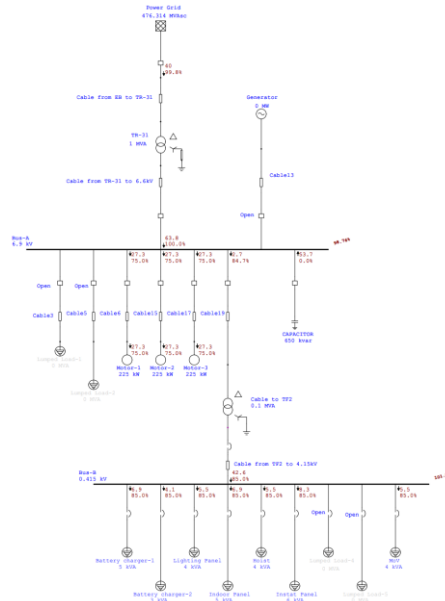 Power Grid
676.314 MVAsc
60
99.8%
Cable from EB to TR-31
Generator
0 MW
TR-31
1 MVA
Cable from TR-31 to 6.6kV
Cable13
Open
63.8
100.0%
Bus-A
6.9 kV
27.3
75.0%
27.3
75.0%
27.3
75.0%
2.7
84.7%
53.7
0.0%
Open
Open
Cable3
Cable5
Cable6
Cable15
Cable17
Cable19
CAPACITOR
650 kvar
27.3
75.0%
27.3
75.0%
27.3
75.0%
Motor-1
225 kW
Motor-2
225 kW
Motor-3
225 kW
Cable to TF2
0.1 MVA
Cable from TF2 to 4.15kV
Bus-B
0.415 kV
42.6
85.0%
6.9
85.0%
4.1
85.0%
5.5
85.0%
6.9
85.0%
5.5
85.0%
8.3
85.0%
5.5
85.0%
Open
Open
Battery charger-1
5 kVA
Lighting Panel
4 kVA
Hoist
4 kVA
MoV
4 kVA
Battery charger-2
Indoor Panel
Instmt Panel